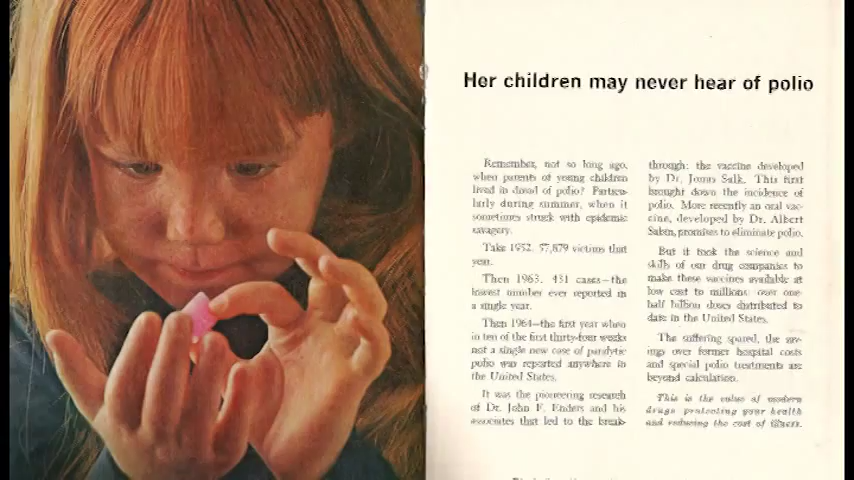 Her children may never hear of polio
Remember, not so long ago,
when parents of young children
lived in dread of polio? Particu-
larly during summer, when it
sometimes struck with epidemic
savagery.
Take 1952. 57,879 victims that
year.
Then 1963. 431 cases—the
lowest number ever reported in
a single year.
Then 1964—the first year when
in ten of the first thirty-four weeks
not a single new case of paralytic
polio was reported anywhere in
the United States.
It was the pioneering research
of Dr. John F. Enders and his
associates that led to the break-
through: the vaccine developed
by Dr. Jonas Salk. This first
brought down the incidence of
polio. More recently an oral vac-
cine, developed by Dr. Albert
Sabin, promises to eliminate polio.
But it took the science and
skills of our drug companies to
make these vaccines available at
low cost to millions: over one-
half billion doses distributed to
date in the United States.
The suffering spared, the sav-
ings over former hospital costs
and special polio treatments are
beyond calculation.
This is the value of modern
drugs protecting your health
and reducing the cost of illness.